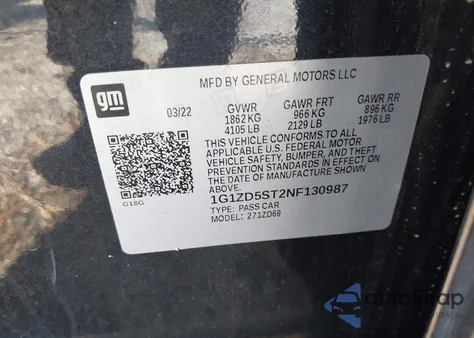 MFD BY GENERAL MOTORS LLC
gm
03/22 GVWR GAWR FRT GAWR RR
1862 KG 966 KG 896 KG
4105 LB 2129 LB 1976 LB
THIS VEHICLE CONFORMS TO ALL
APPLICABLE U.S. FEDERAL MOTOR
VEHICLE SAFETY, BUMPER, AND
THEFT PREVENTION STANDARDS IN
EFFECT ON THE DATE OF
MANUFACTURE SHOWN ABOVE.
1G1ZD5ST2NF130987
TYPE: PASS CAR
MODEL: 271ZD69
G18G